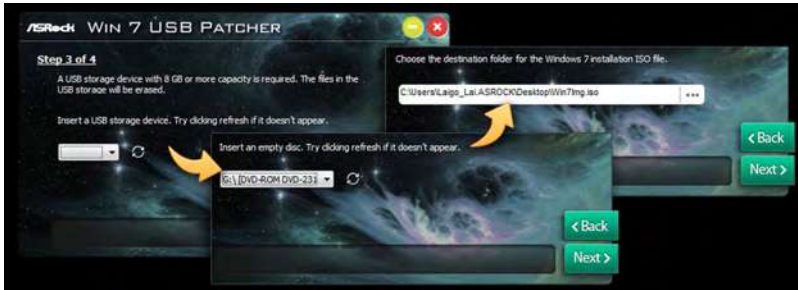 ASRock WIN 7 USB PATCHER
Step 3 of 4
A USB storage device with 8 GB or more capacity is required. The files in the
USB storage will be erased.
Insert a USB storage device. Try clicking refresh if it doesn't appear.
Insert an empty disc. Try clicking refresh if it doesn't appear.
G:\ [DVD-ROM DVD-231
< Back
Next >
Choose the destination folder for the Windows 7 installation ISO file.
C:\Users\Laigo_Lai.ASROCK\Desktop\Win7Img.iso
...
< Back
Next >